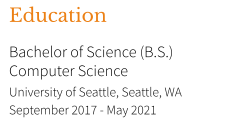 Education
Bachelor of Science (B.S.)
Computer Science
University of Seattle, Seattle, WA
September 2017 - May 2021